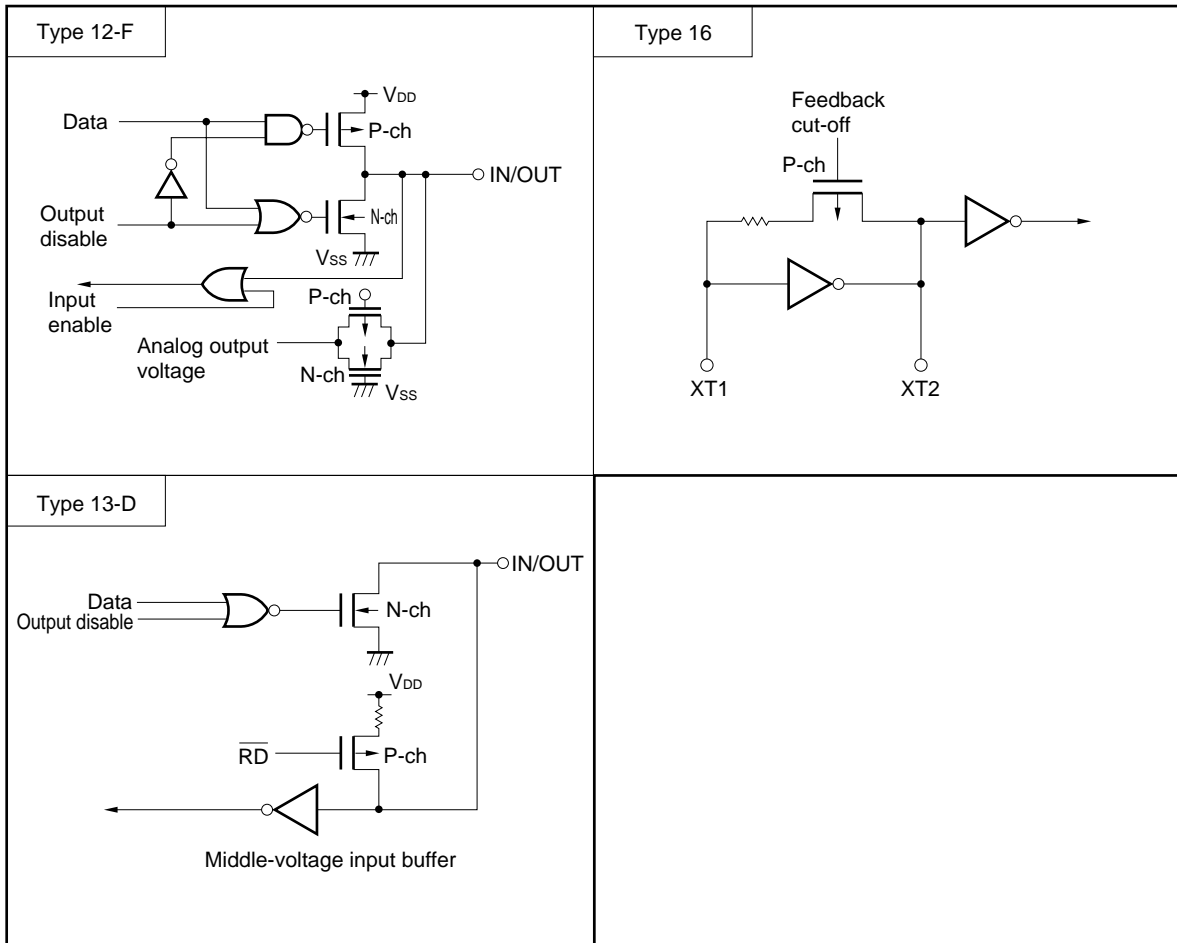 Type 12-F
VDD
Data
P-ch
IN/OUT
Output
disable
N-ch
VSS
Input
enable
P-ch
Analog output
voltage
N-ch
VSS
Type 16
Feedback
cut-off
P-ch
XT1
XT2
Type 13-D
IN/OUT
Data
Output disable
N-ch
VDD
RD
P-ch
Middle-voltage input buffer